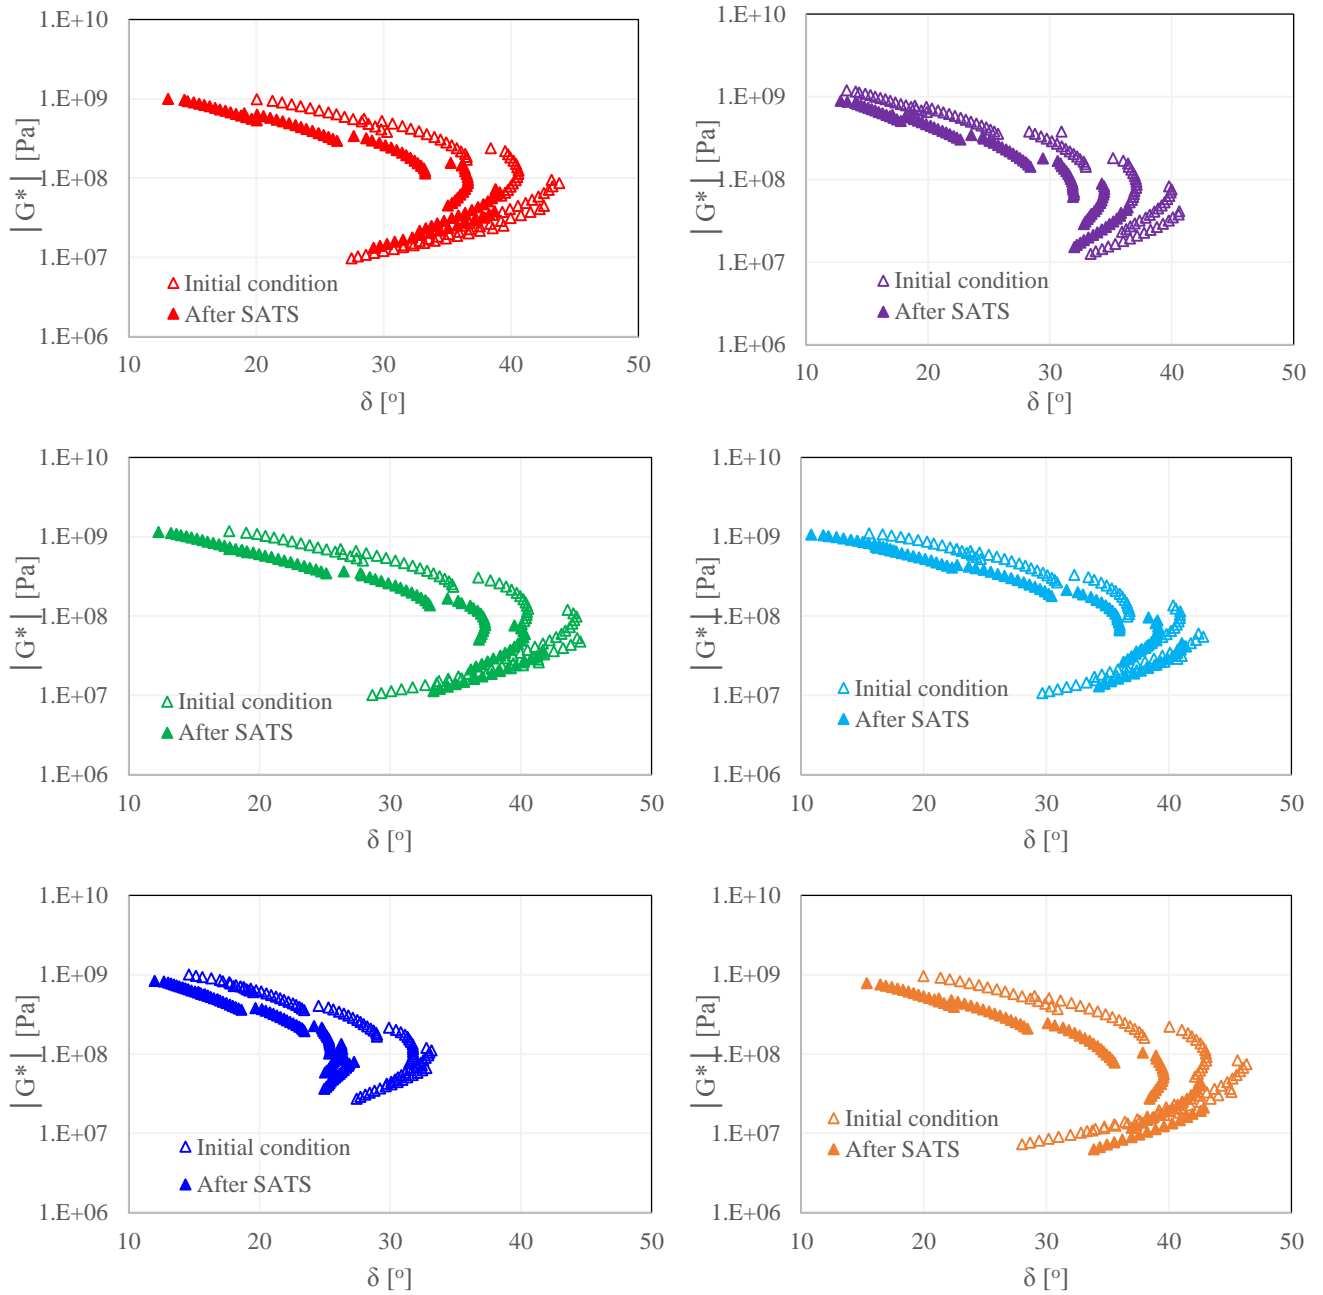 1.E+10
1.E+09
1.E+08
1.E+07
1.E+06
|G*| [Pa]
Initial condition
After SATS
10 20 30 40 50
δ [º]
1.E+10
1.E+09
1.E+08
1.E+07
1.E+06
|G*| [Pa]
Initial condition
After SATS
10 20 30 40 50
δ [º]
1.E+10
1.E+09
1.E+08
1.E+07
1.E+06
|G*| [Pa]
Initial condition
After SATS
10 20 30 40 50
δ [º]
1.E+10
1.E+09
1.E+08
1.E+07
1.E+06
|G*| [Pa]
Initial condition
After SATS
10 20 30 40 50
δ [º]
1.E+10
1.E+09
1.E+08
1.E+07
1.E+06
|G*| [Pa]
Initial condition
After SATS
10 20 30 40 50
δ [º]
1.E+10
1.E+09
1.E+08
1.E+07
1.E+06
|G*| [Pa]
Initial condition
After SATS
10 20 30 40 50
δ [º]